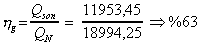 η_g = Q_son / Q_N = 11953,45 / 18994,25 ⇒ %63